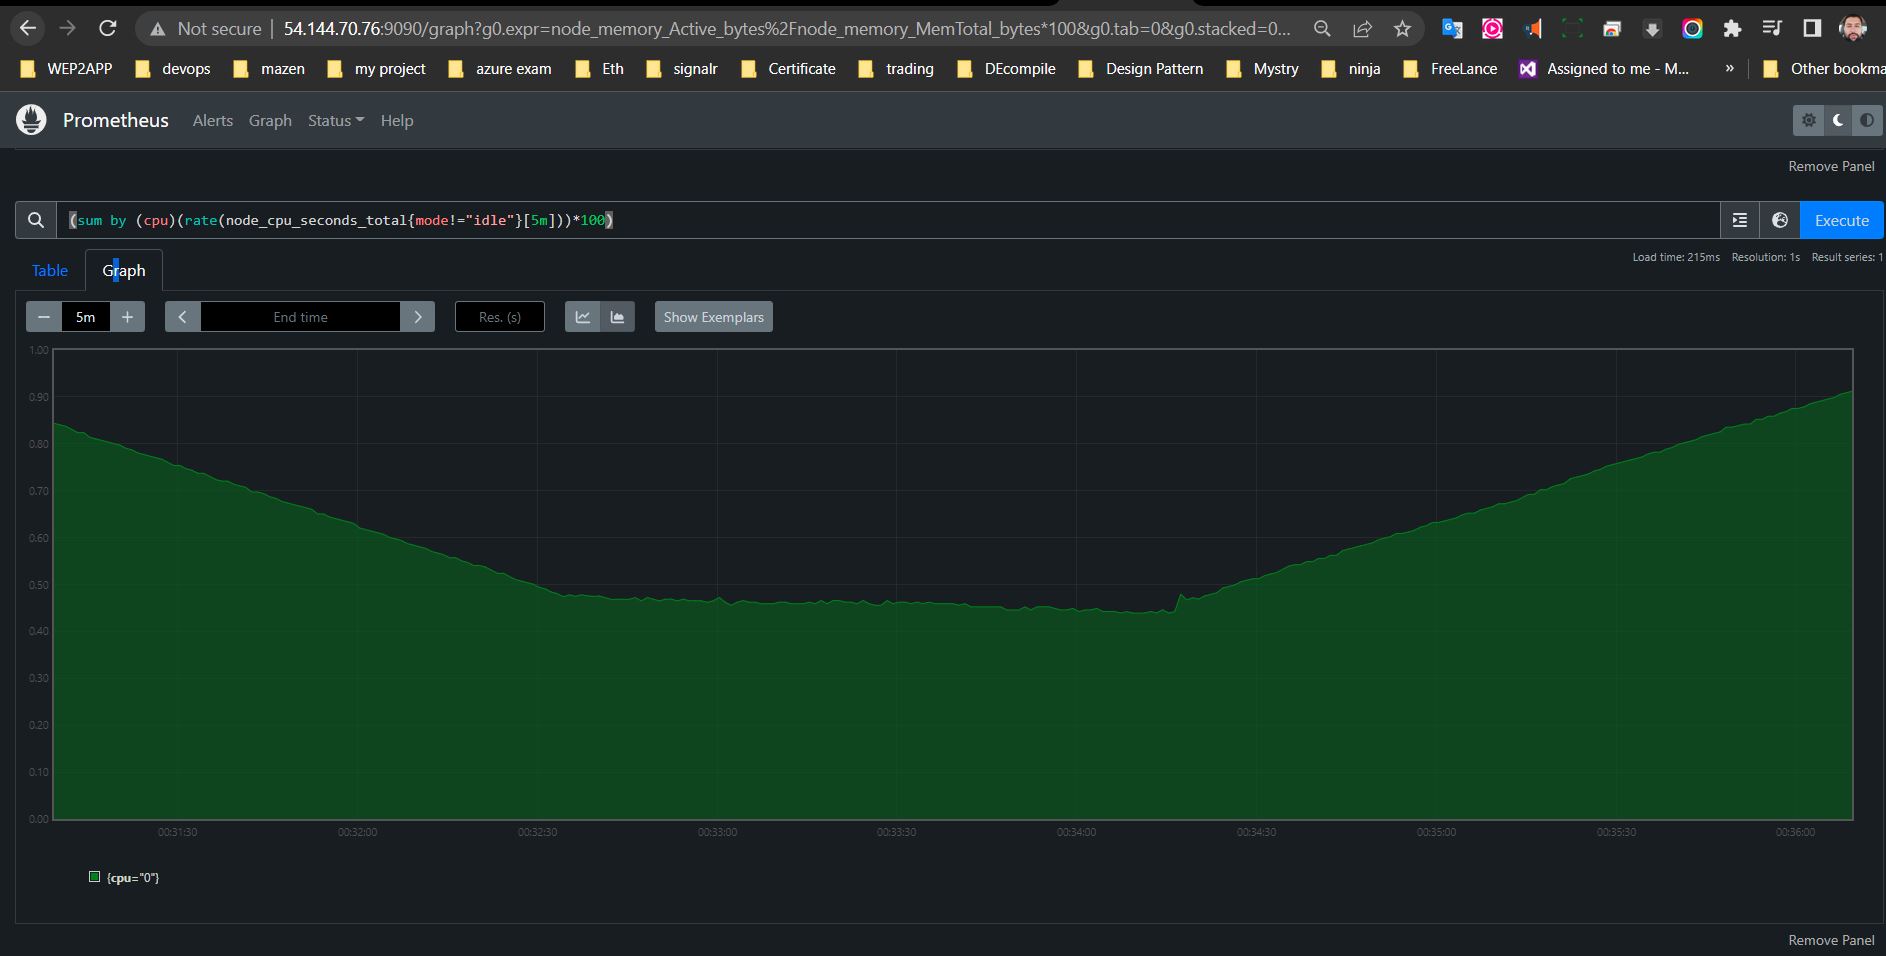 Not secure | 54.144.70.76:9090/graph?g0.expr=node_memory_Active_bytes%2Fnode_memory_MemTotal_bytes*100&g0.tab=0&g0.stacked=0...
WEP2APP devops mazen my project azure exam Eth signalr Certificate trading DEcompile Design Pattern Mystry ninja FreeLance Assigned to me - M... » Other bookma
Prometheus Alerts Graph Status Help
Remove Panel
(sum by (cpu)(rate(node_cpu_seconds_total{mode!="idle"}[5m]))*100) Execute
Load time: 215ms Resolution: 1s Result series: 1
Table Graph
− 5m + < End time > Res. (s) Show Exemplars
1.00
0.90
0.80
0.70
0.60
0.50
0.40
0.30
0.20
0.10
0.00
00:31:30 00:32:00 00:32:30 00:33:00 00:33:30 00:34:00 00:34:30 00:35:00 00:35:30 00:36:00
{cpu="0"}
Remove Panel